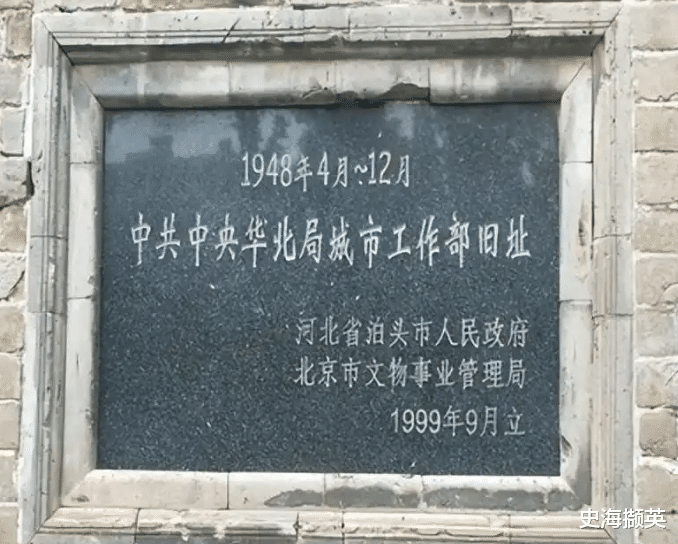 1948年4月~12月
中共中央华北局城市工作部旧址
河北省泊头市人民政府
北京市文物事业管理局
1999年9月立
史海撷英